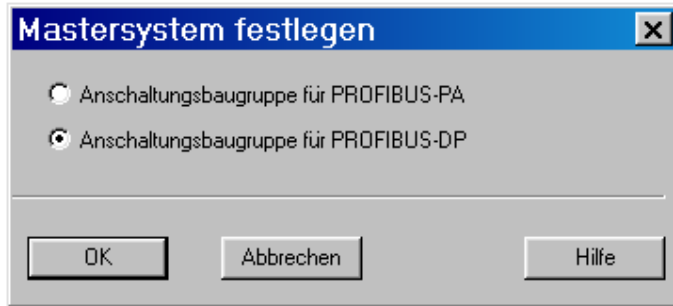 Mastersystem festlegen
Anschaltungsbaugruppe für PROFIBUS-PA
Anschaltungsbaugruppe für PROFIBUS-DP
OK Abbrechen Hilfe